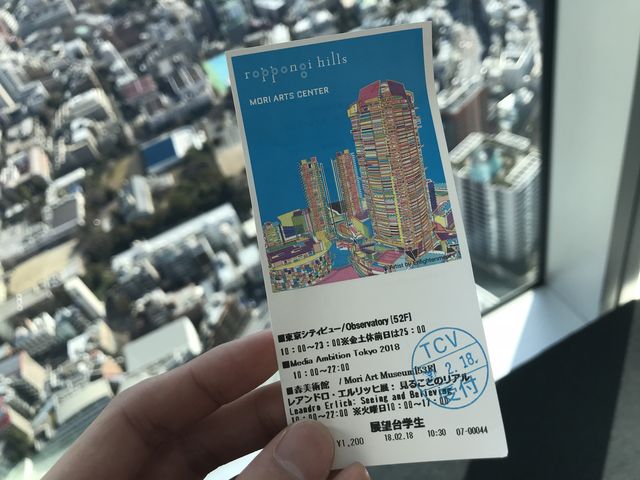 roppongi hills
MORI ARTS CENTER
Artist by Enlightenment
■東京シティビュー/Observatory [52F]
10:00～23:00※金土休前日は25:00
■Media Ambition Tokyo 2018
10:00～22:00
■森美術館 / Mori Art Museum [53F]
レアンドロ・エルリッヒ展：見ることのリアル
Leandro Erlich: Seeing and Believing
10:00～22:00 ※火曜日10:00～17:00
展望台学生
¥1,200 18.02.18 10:30 07-00044
TCV
2.18.
受付